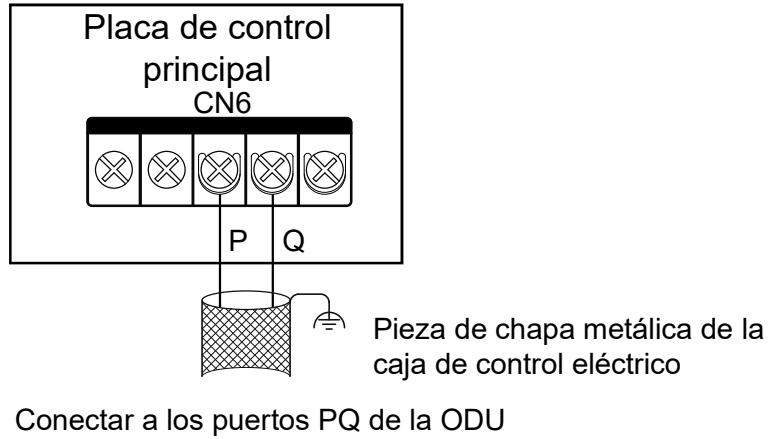 Placa de control
principal
CN6
P Q
Pieza de chapa metálica de la
caja de control eléctrico
Conectar a los puertos PQ de la ODU